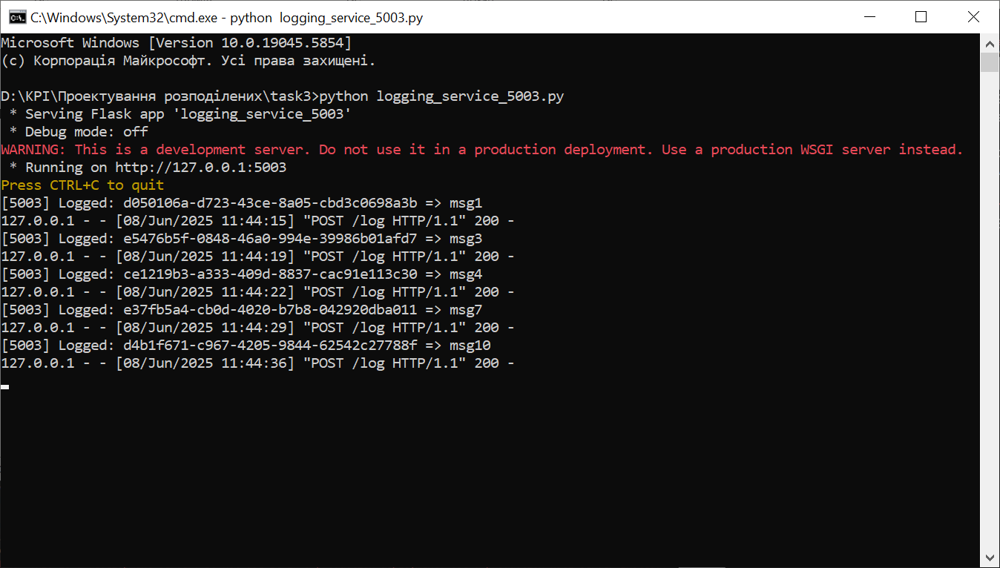 C:\Windows\System32\cmd.exe - python  logging_service_5003.py
Microsoft Windows [Version 10.0.19045.5854]
(c) Корпорація Майкрософт. Усі права захищені.
D:\KPI\Проектування розподілених\task3>python logging_service_5003.py
 * Serving Flask app 'logging_service_5003'
 * Debug mode: off
WARNING: This is a development server. Do not use it in a production deployment. Use a production WSGI server instead.
 * Running on http://127.0.0.1:5003
Press CTRL+C to quit
[5003] Logged: d050106a-d723-43ce-8a05-cbd3c0698a3b => msg1
127.0.0.1 - - [08/Jun/2025 11:44:15] "POST /log HTTP/1.1" 200 -
[5003] Logged: e5476b5f-0848-46a0-994e-39986b01afd7 => msg3
127.0.0.1 - - [08/Jun/2025 11:44:19] "POST /log HTTP/1.1" 200 -
[5003] Logged: ce1219b3-a333-409d-8837-cac91e113c30 => msg4
127.0.0.1 - - [08/Jun/2025 11:44:22] "POST /log HTTP/1.1" 200 -
[5003] Logged: e37fb5a4-cb0d-4020-b7b8-042920dba011 => msg7
127.0.0.1 - - [08/Jun/2025 11:44:29] "POST /log HTTP/1.1" 200 -
[5003] Logged: d4b1f671-c967-4205-9844-62542c27788f => msg10
127.0.0.1 - - [08/Jun/2025 11:44:36] "POST /log HTTP/1.1" 200 -